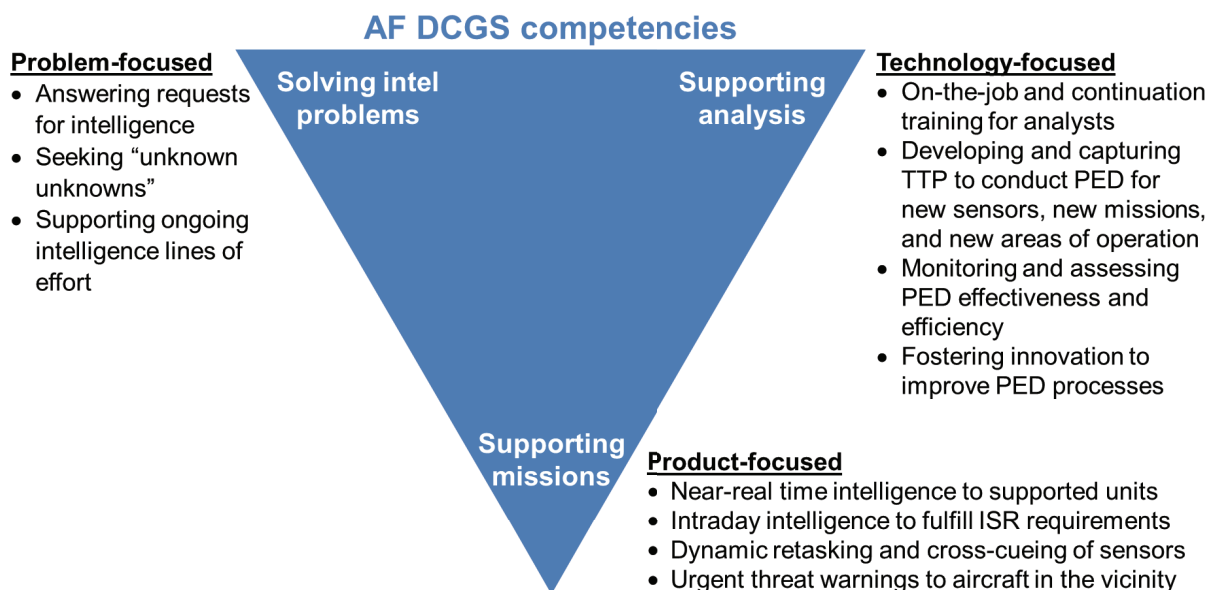 AF DCGS competencies
Problem-focused
• Answering requests
for intelligence
• Seeking “unknown
unknowns”
• Supporting ongoing
intelligence lines of
effort
Solving intel
problems
Supporting
analysis
Supporting
missions
Technology-focused
• On-the-job and continuation
training for analysts
• Developing and capturing
TTP to conduct PED for
new sensors, new missions,
and new areas of operation
• Monitoring and assessing
PED effectiveness and
efficiency
• Fostering innovation to
improve PED processes
Product-focused
• Near-real time intelligence to supported units
• Intraday intelligence to fulfill ISR requirements
• Dynamic retasking and cross-cueing of sensors
• Urgent threat warnings to aircraft in the vicinity